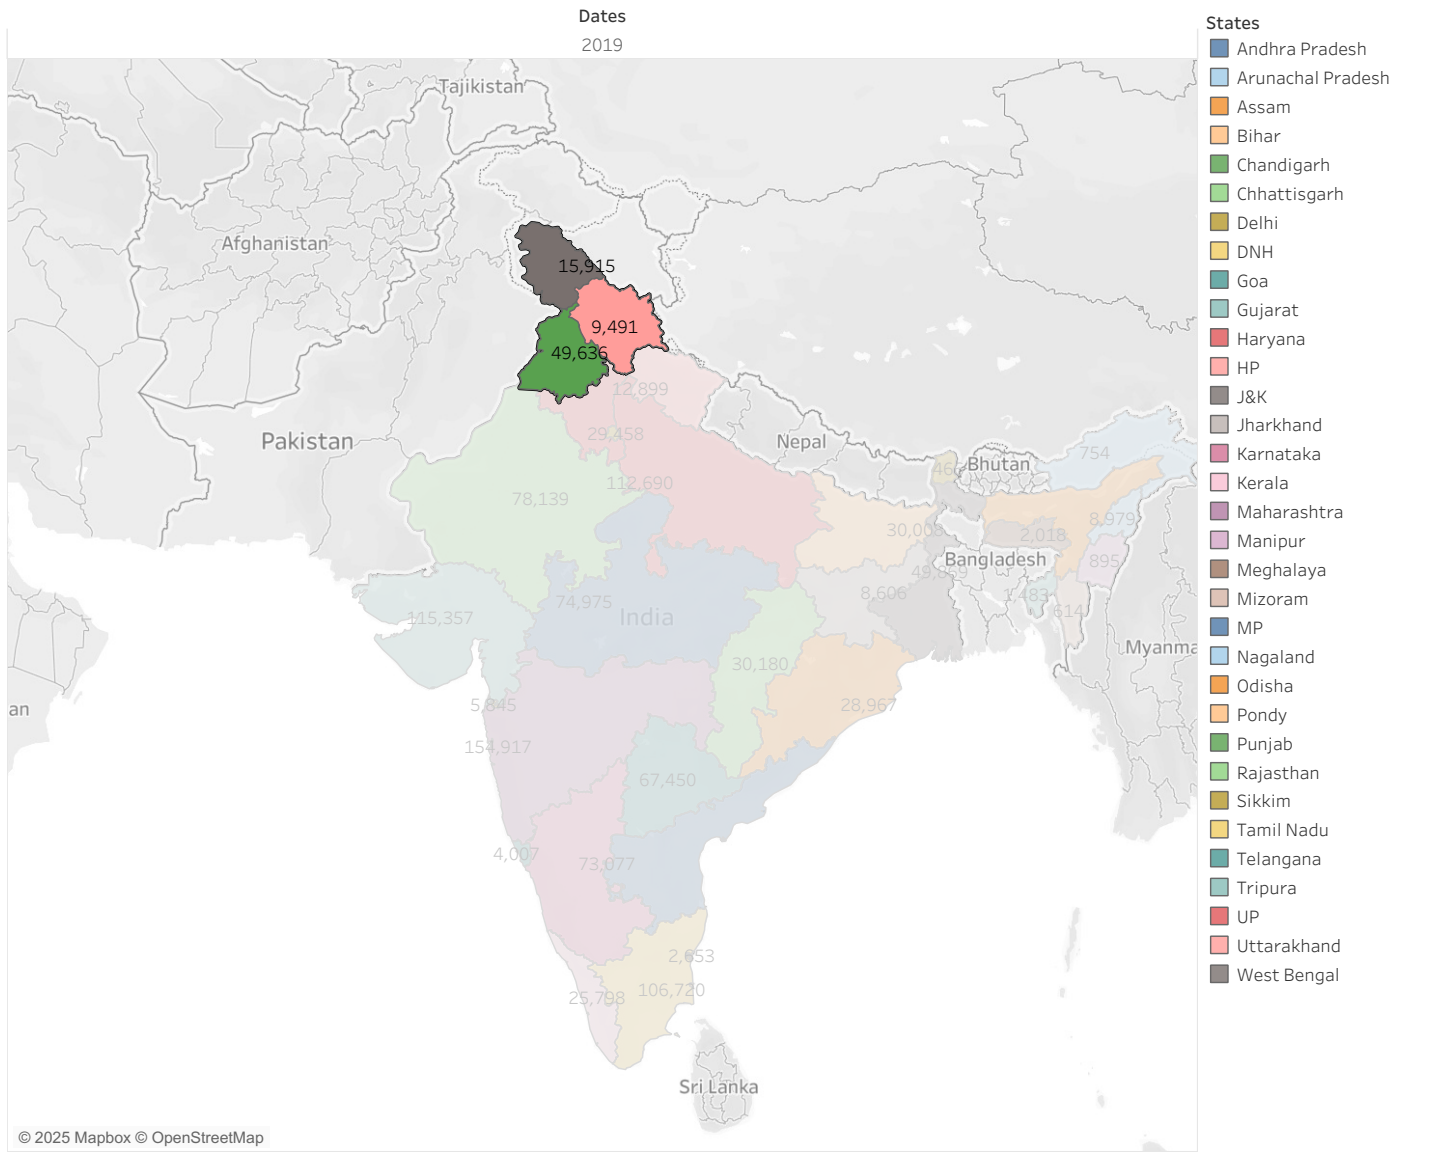 Dates
2019
States
Andhra Pradesh
Arunachal Pradesh
Assam
Bihar
Chandigarh
Chhattisgarh
Delhi
DNH
Goa
Gujarat
Haryana
HP
J&K
Jharkhand
Karnataka
Kerala
Maharashtra
Manipur
Meghalaya
Mizoram
MP
Nagaland
Odisha
Pondy
Punjab
Rajasthan
Sikkim
Tamil Nadu
Telangana
Tripura
UP
Uttarakhand
West Bengal
Tajikistan
Afghanistan
15,915
9,491
49,636
12,899
29,458
Pakistan
Nepal
754
Bhutan
112,690
78,139
8,979
30,008
2,018
Bangladesh
895
8,606
74,975
614
115,357
India
Myanma
30,180
5,845
28,967
an
154,917
67,450
4,007
73,077
2,653
106,720
25,798
Sri Lanka
© 2025 Mapbox © OpenStreetMap